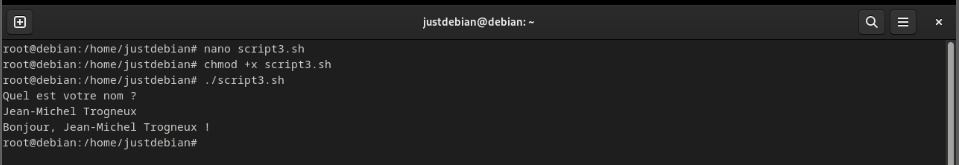 justdebian@debian: ~
root@debian:/home/justdebian# nano script3.sh
root@debian:/home/justdebian# chmod +x script3.sh
root@debian:/home/justdebian# ./script3.sh
Quel est votre nom ?
Jean-Michel Trogneux
Bonjour, Jean-Michel Trogneux !
root@debian:/home/justdebian#